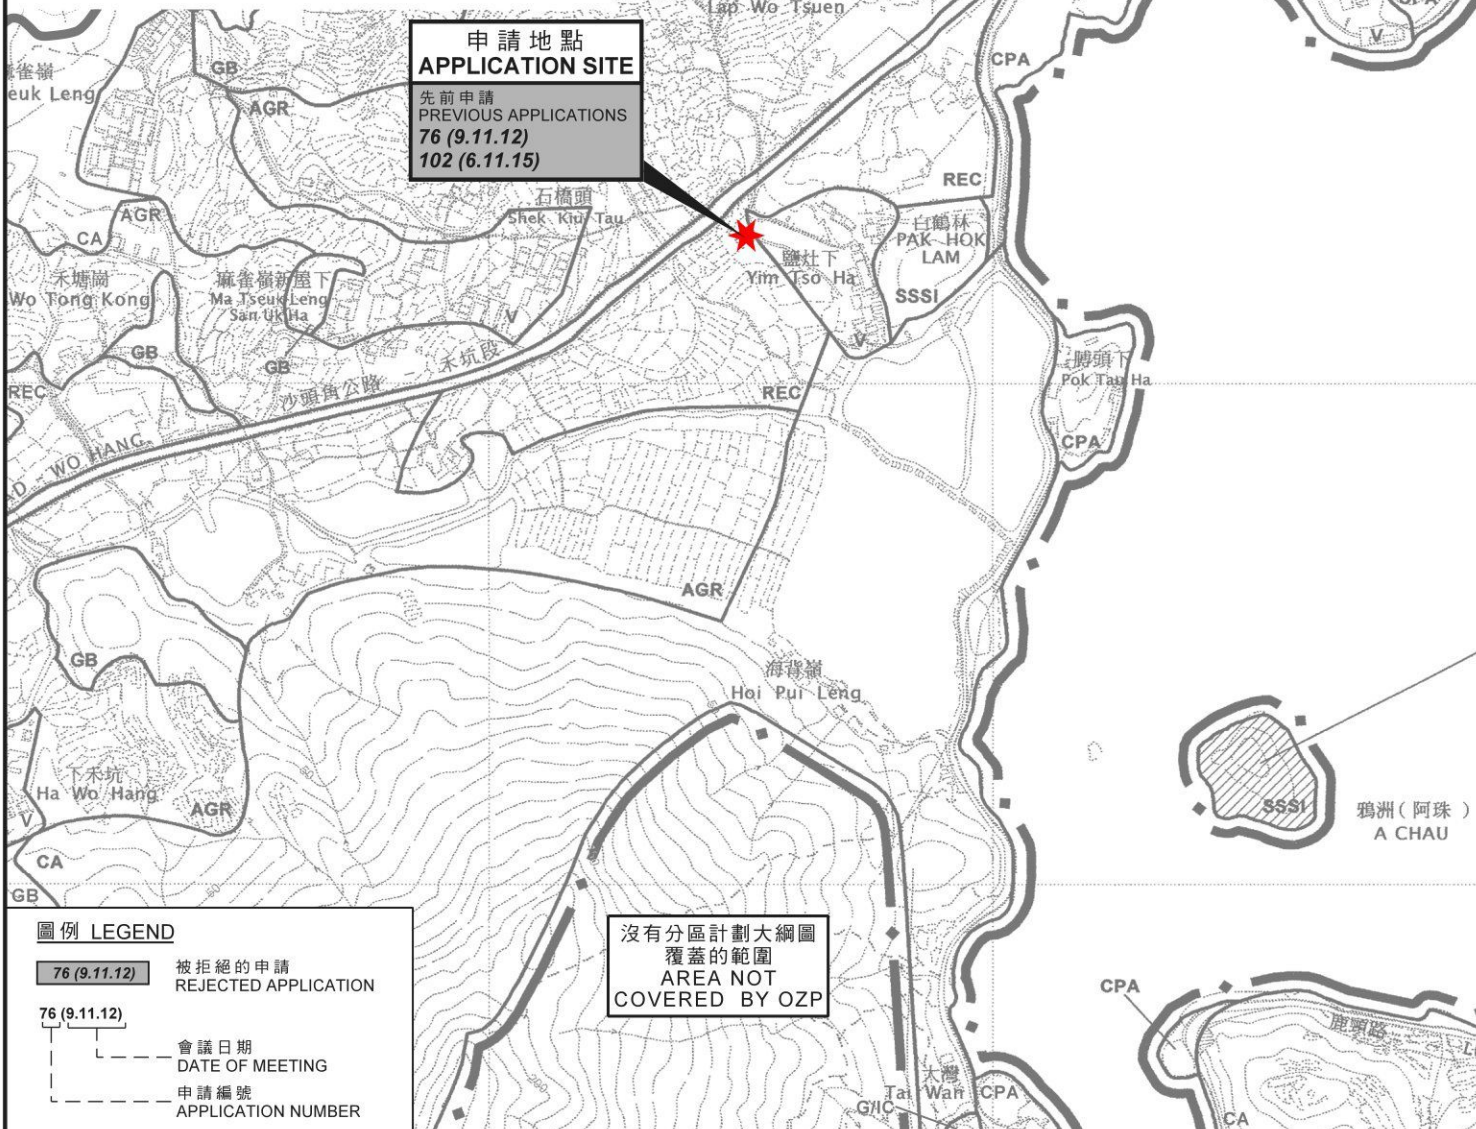 Lap Wo Tsuen
申請地點
APPLICATION SITE
先前申請
PREVIOUS APPLICATIONS
76 (9.11.12)
102 (6.11.15)
V
CPA
GB
AGR
REC
石橋頭
Shek Kiu Tau
白鶴林
PAK HOK
LAM
AGR
CA
鹽灶下
Yim Tso Ha
禾塘崗
Wo Tong Kong
麻雀嶺新屋下
Ma Tseuk Leng
San Uk Ha
SSSI
V
V
GB
GB
膊頭下
Pok Tau Ha
REC
沙頭角公路 - 禾坑段
REC
CPA
WO HANG
AGR
GB
海背嶺
Hoi Pui Leng
下禾坑
Ha Wo Hang
AGR
V
SSSI
鴉洲（阿珠）
A CHAU
CA
GB
圖例 LEGEND
76 (9.11.12)
被拒絕的申請
REJECTED APPLICATION
76 (9.11.12)
會議日期
DATE OF MEETING
申請編號
APPLICATION NUMBER
沒有分區計劃大綱圖
覆蓋的範圍
AREA NOT
COVERED BY OZP
CPA
鹿頸路
大灣
Tai Wan
CPA
G/IC
CA